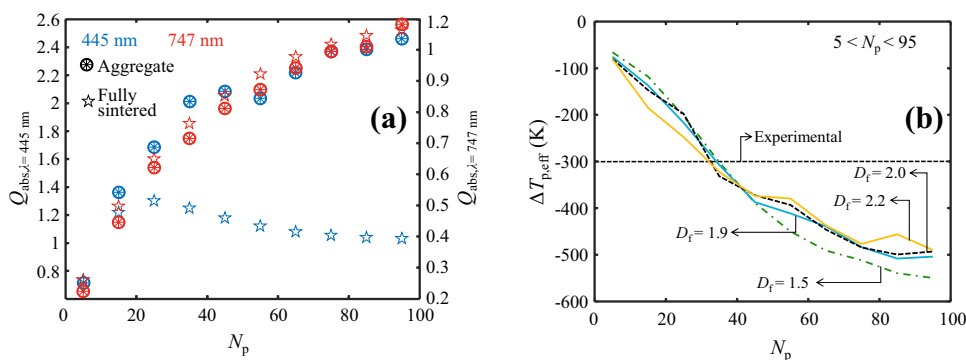 445 nm 747 nm
Aggregate
Fully
sintered
(a)
2.6
2.4
2.2
2
1.8
1.6
1.4
1.2
1
0.8
Q_abs,λ= 445 nm
1.2
1.1
1
0.9
0.8
0.7
0.6
0.5
0.4
0.3
0.2
Q_abs,λ= 747 nm
0 20 40 60 80 100
N_p
5 < N_p < 95
(b)
-100
-200
-300
-400
-500
-600
ΔT_p,eff (K)
Experimental
D_f = 2.0
D_f = 2.2
D_f = 1.9
D_f = 1.5
0 20 40 60 80 100
N_p